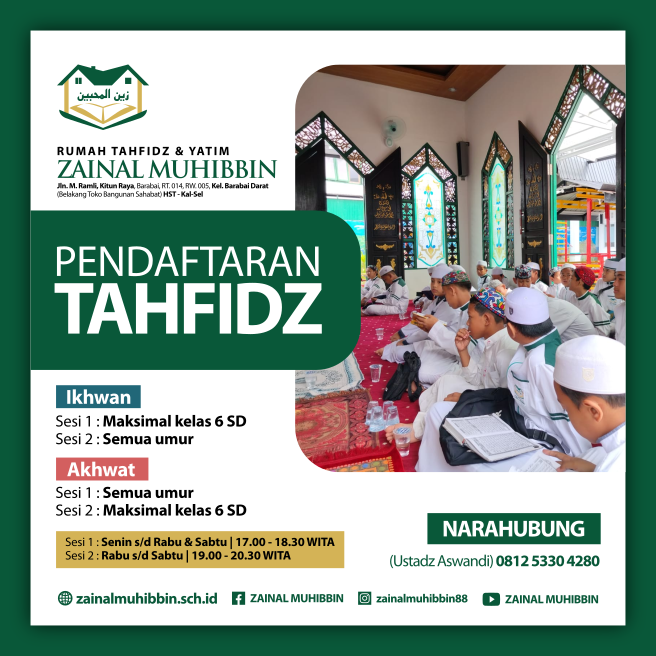 زين المحبين
RUMAH TAHFIDZ & YATIM
ZAINAL MUHIBBIN
Jln. M. Ramli, Kitun Raya, Barabai, RT. 014, RW. 005, Kel. Barabai Darat
(Belakang Toko Bangunan Sahabat) HST - Kal-Sel
PENDAFTARAN
TAHFIDZ
Ikhwan
Sesi 1 : Maksimal kelas 6 SD
Sesi 2 : Semua umur
Akhwat
Sesi 1 : Semua umur
Sesi 2 : Maksimal kelas 6 SD
Sesi 1 : Senin s/d Rabu & Sabtu | 17.00 - 18.30 WITA
Sesi 2 : Rabu s/d Sabtu | 19.00 - 20.30 WITA
NARAHUBUNG
(Ustadz Aswandi) 0812 5330 4280
zainalmuhibbin.sch.id
ZAINAL MUHIBBIN
zainalmuhibbin88
ZAINAL MUHIBBIN